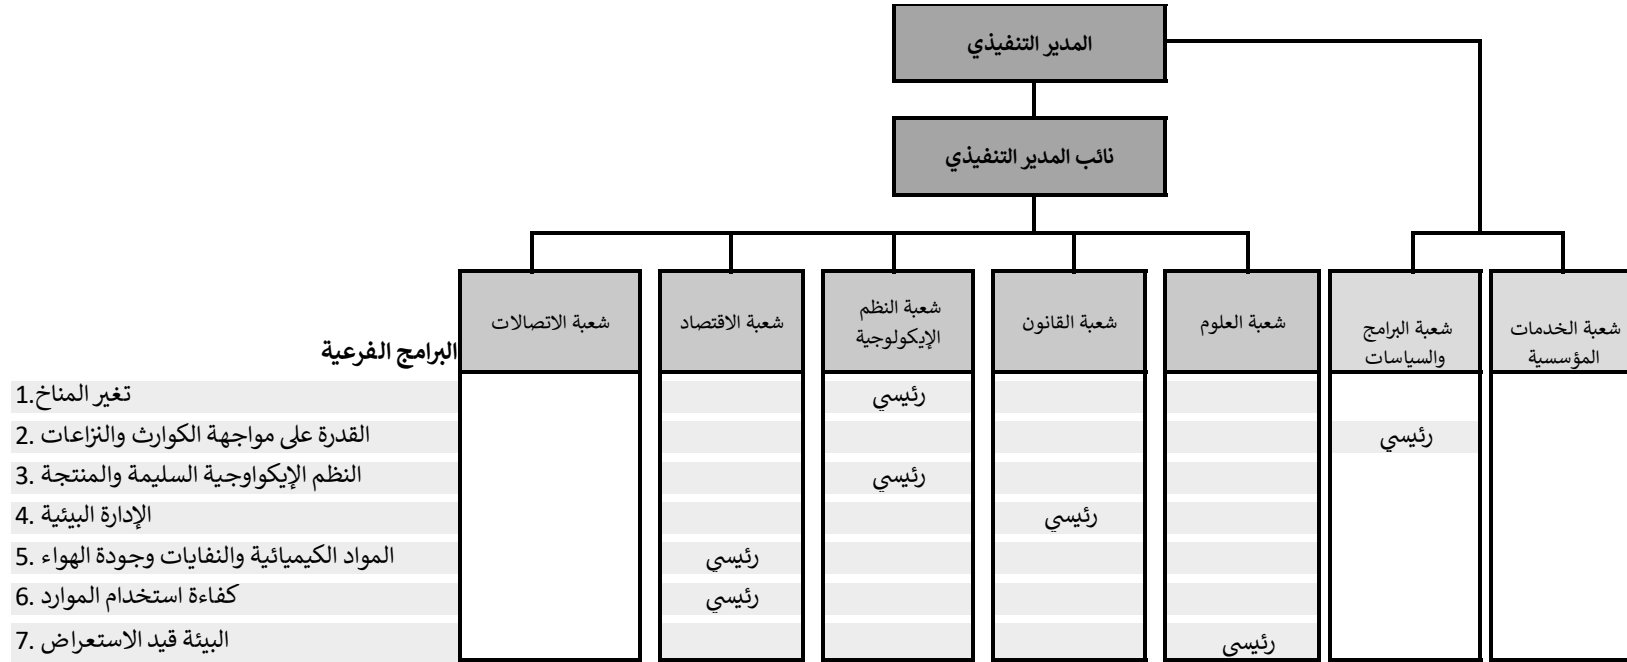 المدير التنفيذي
نائب المدير التنفيذي
شعبة الخدمات
المؤسسية
شعبة البرامج
والسياسات
شعبة العلوم
شعبة القانون
شعبة النظم
الإيكولوجية
شعبة الاقتصاد
شعبة الاتصالات
البرامج الفرعية
1.تغير المناخ
رئيسي
2. القدرة على مواجهة الكوارث والنزاعات
رئيسي
3. النظم الإيكواوجية السليمة والمنتجة
رئيسي
4. الإدارة البيئية
رئيسي
5. المواد الكيميائية والنفايات وجودة الهواء
رئيسي
6. كفاءة استخدام الموارد
رئيسي
7. البيئة قيد الاستعراض
رئيسي